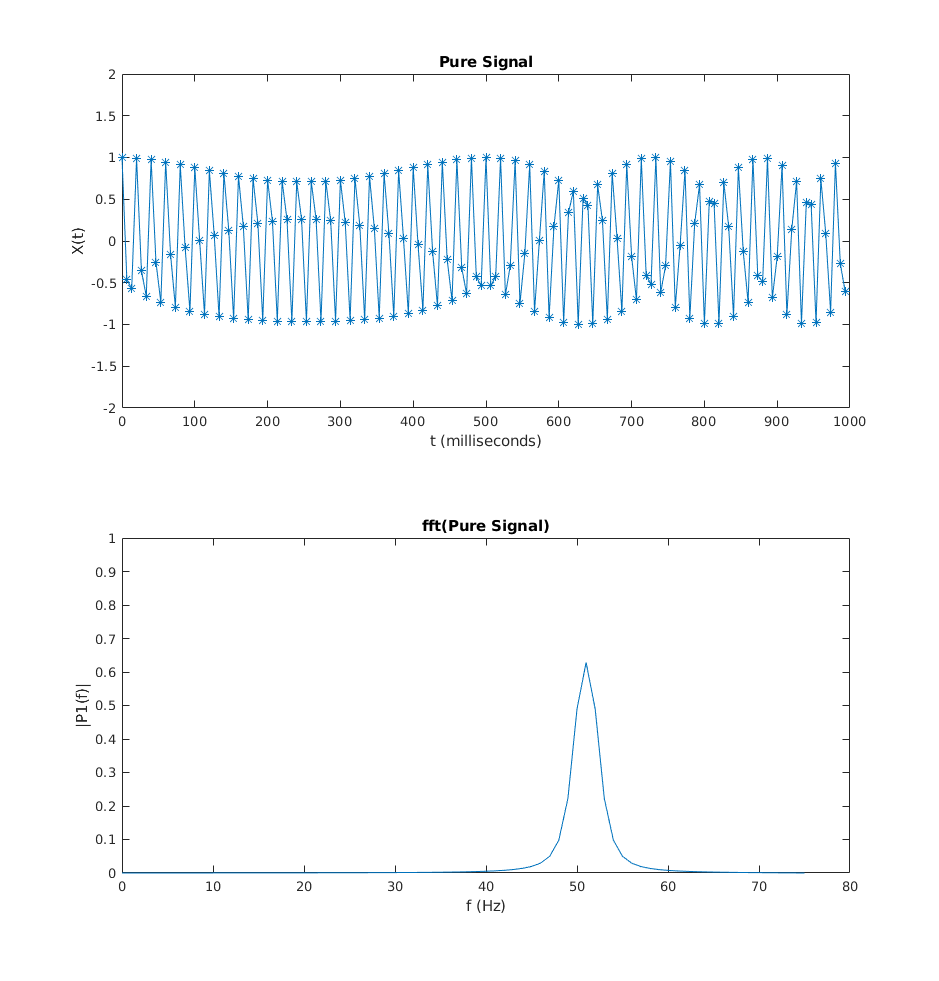 Pure Signal
2
1.5
1
0.5
0
-0.5
-1
-1.5
-2
X(t)
0 100 200 300 400 500 600 700 800 900 1000
t (milliseconds)
fft(Pure Signal)
1
0.9
0.8
0.7
0.6
0.5
0.4
0.3
0.2
0.1
0
|P1(f)|
0 10 20 30 40 50 60 70 80
f (Hz)